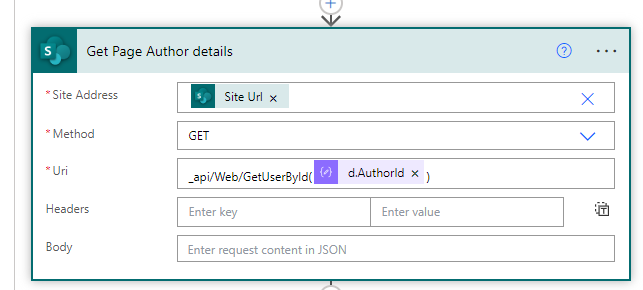 Get Page Author details
* Site Address
Site Url
* Method
GET
* Uri
_api/Web/GetUserById( d.AuthorId )
Headers
Enter key
Enter value
Body
Enter request content in JSON